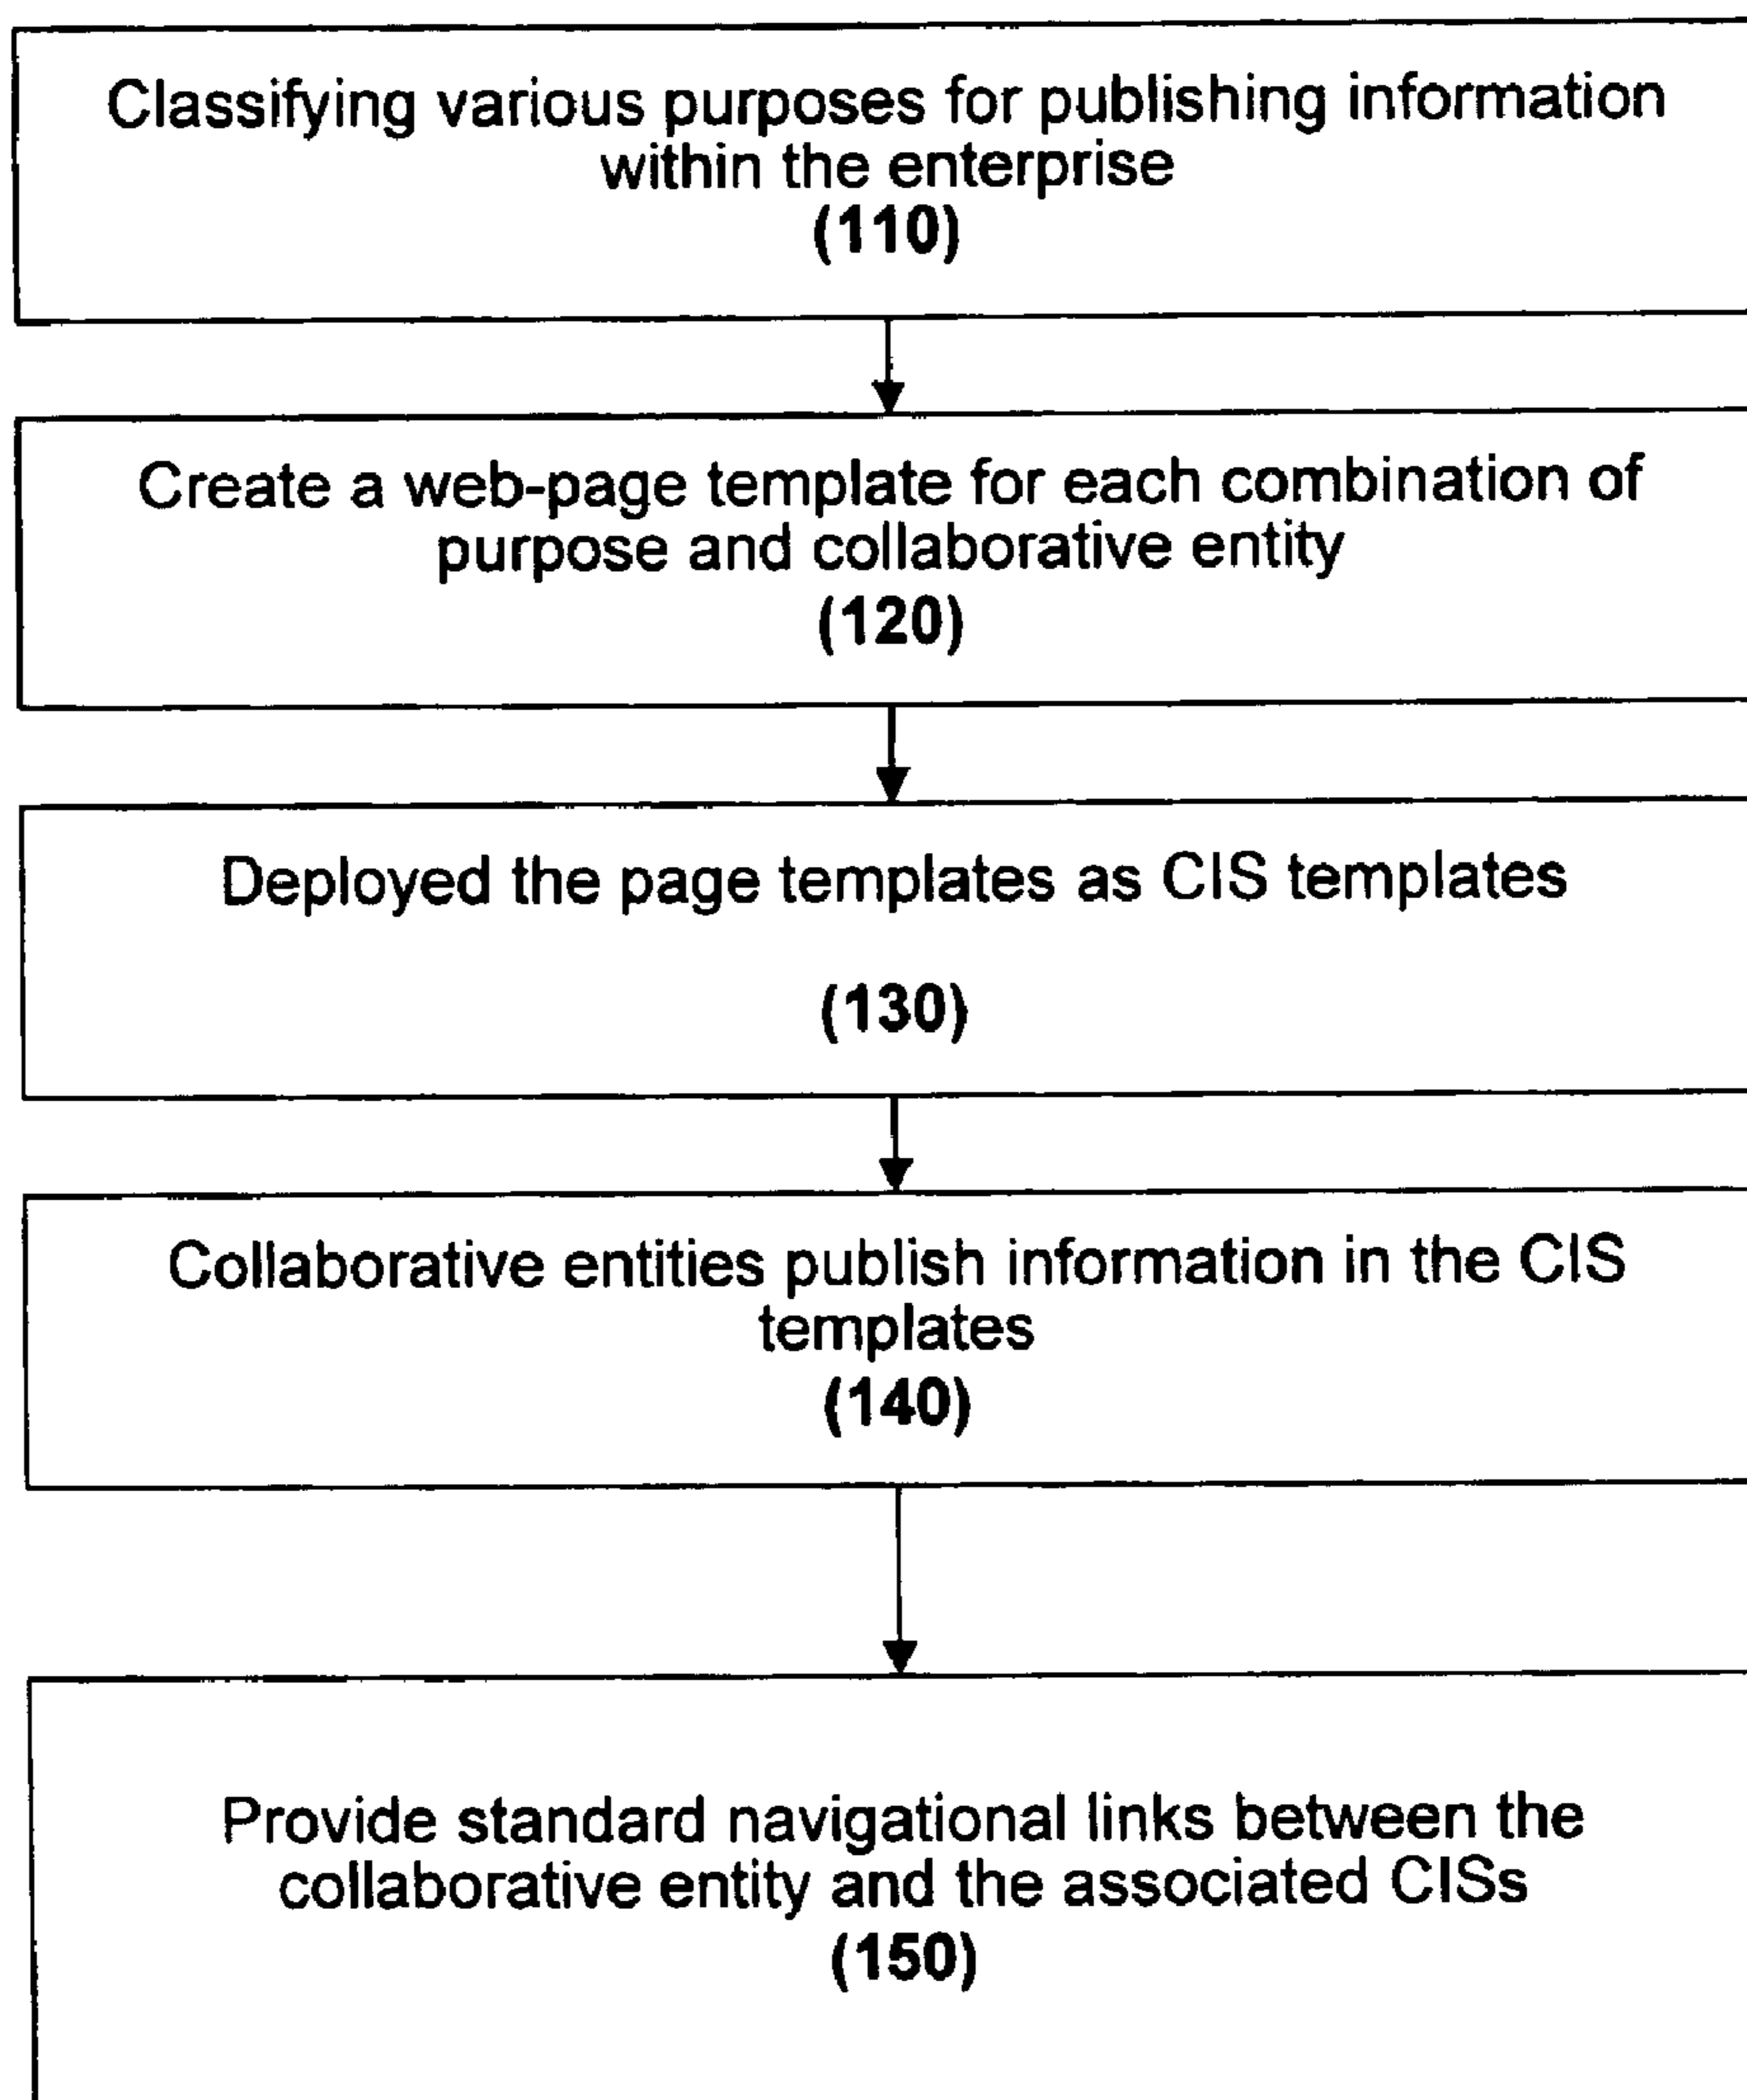 Classifying various purposes for publishing information
within the enterprise
(110)
Create a web-page template for each combination of
purpose and collaborative entity
(120)
Deployed the page templates as CIS templates
(130)
Collaborative entities publish information in the CIS
templates
(140)
Provide standard navigational links between the
collaborative entity and the associated CISs
(150)